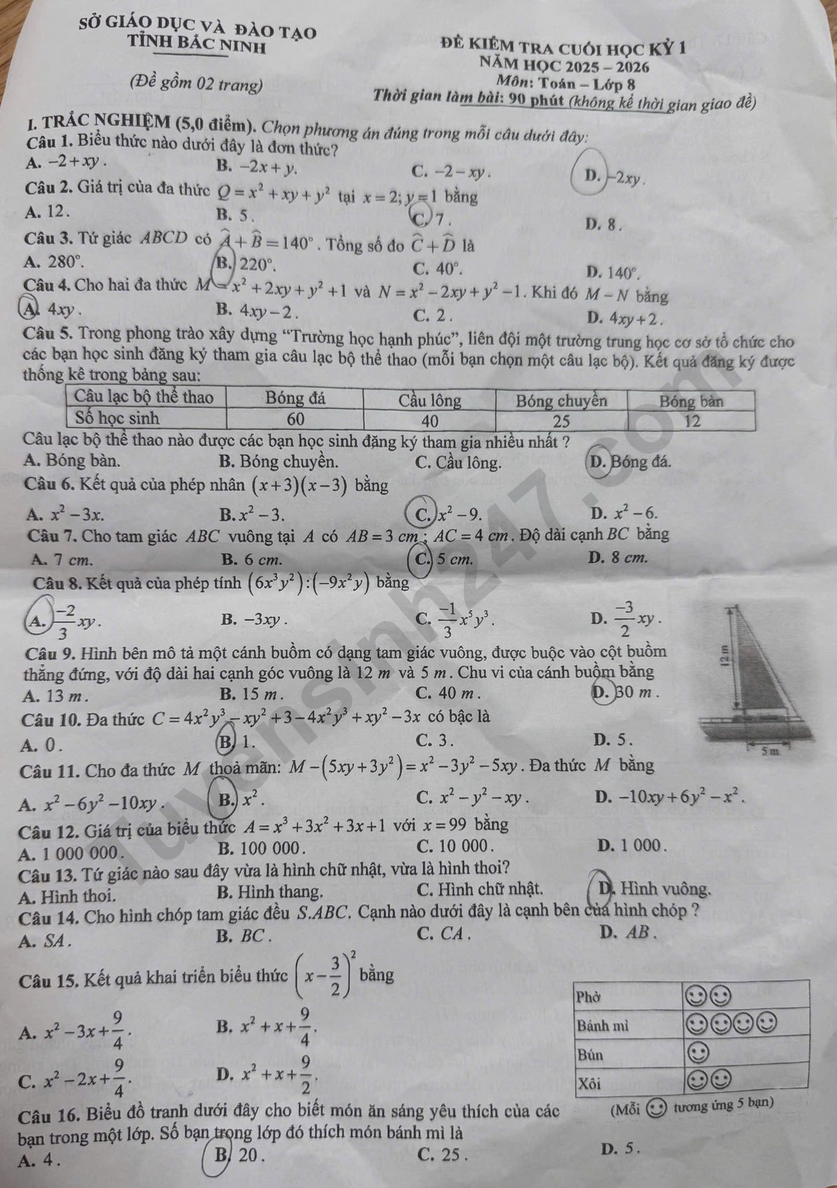 SỞ GIÁO DỤC VÀ ĐÀO TẠO
TỈNH BẮC NINH
(Đề gồm 02 trang)
ĐỀ KIỂM TRA CUỐI HỌC KỲ 1
NĂM HỌC 2025 – 2026
Môn: Toán – Lớp 8
Thời gian làm bài: 90 phút (không kể thời gian giao đề)
I. TRẮC NGHIỆM (5,0 điểm). Chọn phương án đúng trong mỗi câu dưới đây:
Câu 1. Biểu thức nào dưới đây là đơn thức?
A. −2 + xy. B. −2x + y. C. −2 − xy. D. −2xy.
Câu 2. Giá trị của đa thức Q = x² + xy + y² tại x = 2; y = 1 bằng
A. 12. B. 5. C. 7. D. 8.
Câu 3. Tứ giác ABCD có Â + B̂ = 140°. Tổng số đo Ĉ + D̂ là
A. 280°. B. 220°. C. 40°. D. 140°.
Câu 4. Cho hai đa thức M = x² + 2xy + y² + 1 và N = x² − 2xy + y² − 1. Khi đó M − N bằng
A. 4xy. B. 4xy − 2. C. 2. D. 4xy + 2.
Câu 5. Trong phong trào xây dựng “Trường học hạnh phúc”, liên đội một trường trung học cơ sở tổ chức cho
các bạn học sinh đăng ký tham gia câu lạc bộ thể thao (mỗi bạn chọn một câu lạc bộ). Kết quả đăng ký được
thống kê trong bảng sau:
Câu lạc bộ thể thao Bóng đá Cầu lông Bóng chuyền Bóng bàn
Số học sinh 60 40 25 12
Câu lạc bộ thể thao nào được các bạn học sinh đặng ký tham gia nhiều nhất ?
A. Bóng bàn. B. Bóng chuyền. C. Cầu lông. D. Bóng đá.
Câu 6. Kết quả của phép nhân (x + 3)(x − 3) bằng
A. x² − 3x. B. x² − 3. C. x² − 9. D. x² − 6.
Câu 7. Cho tam giác ABC vuông tại A có AB = 3 cm ; AC = 4 cm. Độ dài cạnh BC bằng
A. 7 cm. B. 6 cm. C. 5 cm. D. 8 cm.
Câu 8. Kết quả của phép tính (6x³y²) : (−9x²y) bằng
A. −2/3 xy. B. −3xy. C. −1/3 x⁵y³. D. −3/2 xy.
Câu 9. Hình bên mô tả một cánh buồm có dạng tam giác vuông, được buộc vào cột buồm
thẳng đứng, với độ dài hai cạnh góc vuông là 12 m và 5 m. Chu vi của cánh buồm bằng
A. 13 m. B. 15 m. C. 40 m. D. 30 m.
12 m
5 m
Câu 10. Đa thức C = 4x²y³ − xy² + 3 − 4x²y³ + xy² − 3x có bậc là
A. 0. B. 1. C. 3. D. 5.
Câu 11. Cho đa thức M thoả mãn: M − (5xy + 3y²) = x² − 3y² − 5xy. Đa thức M bằng
A. x² − 6y² − 10xy. B. x². C. x² − y² − xy. D. −10xy + 6y² − x².
Câu 12. Giá trị của biểu thức A = x³ + 3x² + 3x + 1 với x = 99 bằng
A. 1 000 000. B. 100 000. C. 10 000. D. 1 000.
Câu 13. Tứ giác nào sau đây vừa là hình chữ nhật, vừa là hình thoi?
A. Hình thoi. B. Hình thang. C. Hình chữ nhật. D. Hình vuông.
Câu 14. Cho hình chóp tam giác đều S.ABC. Cạnh nào dưới đây là cạnh bên của hình chóp ?
A. SA. B. BC. C. CA. D. AB.
Câu 15. Kết quả khai triển biểu thức (x − 3/2)² bằng
A. x² − 3x + 9/4. B. x² + x + 9/4.
C. x² − 2x + 9/4. D. x² + x + 9/2.
Phở
Bánh mì
Bún
Xôi
(Mỗi tương ứng 5 bạn)
Câu 16. Biểu đồ tranh dưới đây cho biết món ăn sáng yêu thích của các
bạn trong một lớp. Số bạn trong lớp đó thích món bánh mì là
A. 4. B. 20. C. 25. D. 5.
Tuyensinh247.com